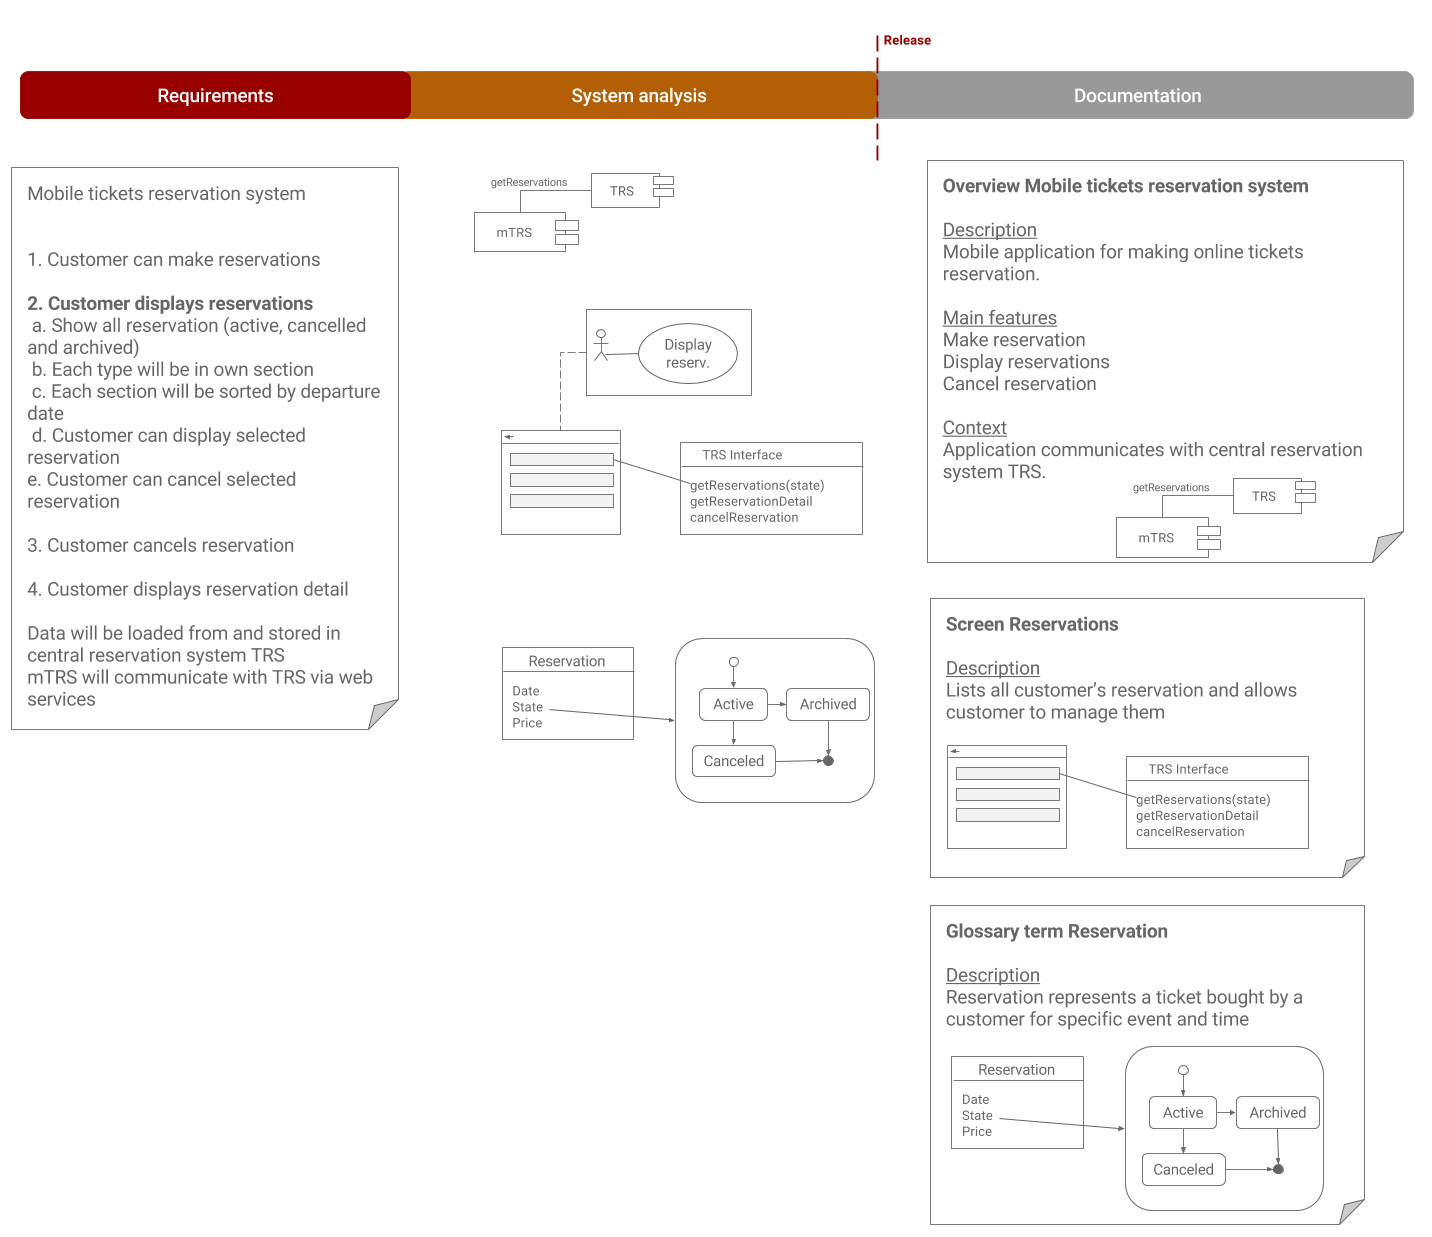 Release
Requirements
System analysis
Documentation
Mobile tickets reservation system
1. Customer can make reservations
2. Customer displays reservations
a. Show all reservation (active, cancelled
and archived)
b. Each type will be in own section
c. Each section will be sorted by departure
date
d. Customer can display selected
reservation
e. Customer can cancel selected
reservation
3. Customer cancels reservation
4. Customer displays reservation detail
Data will be loaded from and stored in
central reservation system TRS
mTRS will communicate with TRS via web
services
getReservations
TRS
mTRS
Display
reserv.
TRS Interface
getReservations(state)
getReservationDetail
cancelReservation
Reservation
Date
State
Price
Active
Archived
Canceled
Overview Mobile tickets reservation system
Description
Mobile application for making online tickets
reservation.
Main features
Make reservation
Display reservations
Cancel reservation
Context
Application communicates with central reservation
system TRS.
getReservations
TRS
mTRS
Screen Reservations
Description
Lists all customer’s reservation and allows
customer to manage them
TRS Interface
getReservations(state)
getReservationDetail
cancelReservation
Glossary term Reservation
Description
Reservation represents a ticket bought by a
customer for specific event and time
Reservation
Date
State
Price
Active
Archived
Canceled